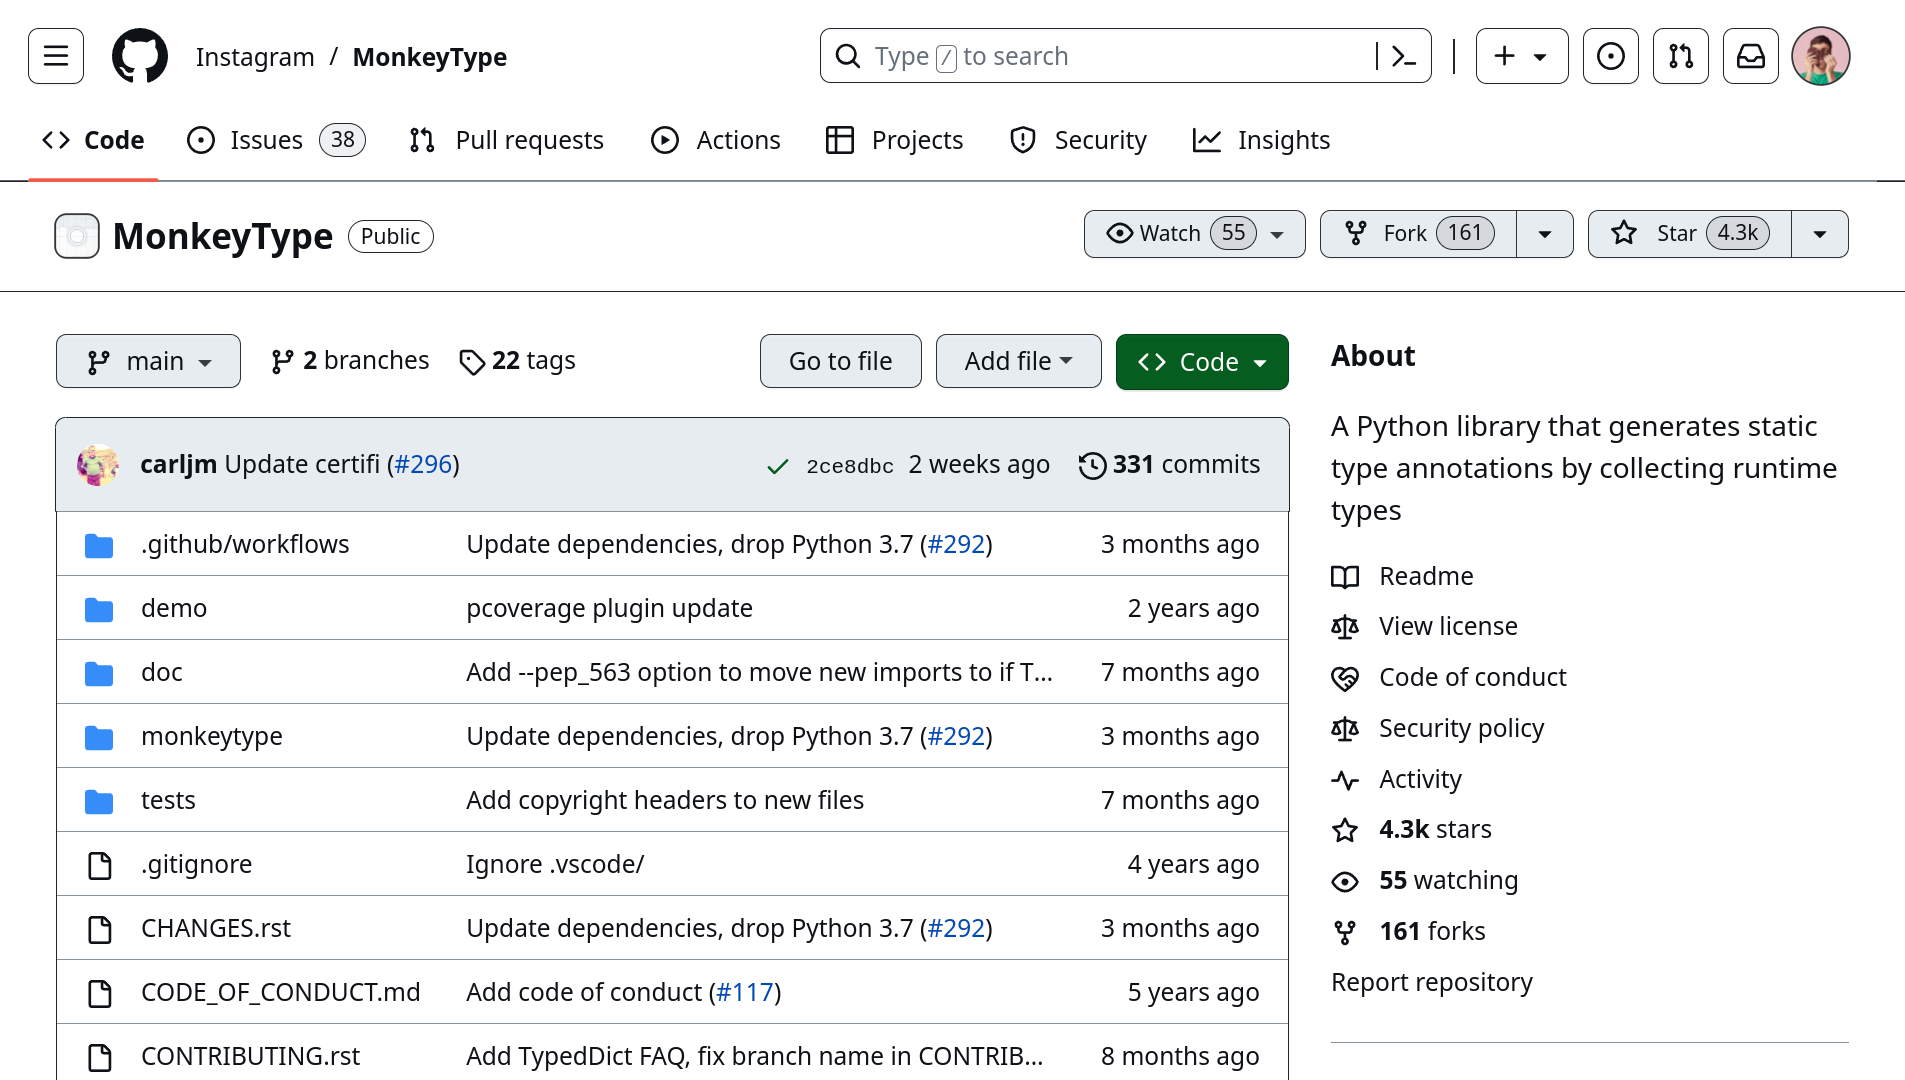 Instagram / MonkeyType
Type / to search
Code
Issues 38
Pull requests
Actions
Projects
Security
Insights
MonkeyType Public
Watch 55
Fork 161
Star 4.3k
main
2 branches
22 tags
Go to file
Add file
Code
carljm Update certifi (#296)
2ce8dbc 2 weeks ago
331 commits
.github/workflows Update dependencies, drop Python 3.7 (#292) 3 months ago
demo pcoverage plugin update 2 years ago
doc Add --pep_563 option to move new imports to if T... 7 months ago
monkeytype Update dependencies, drop Python 3.7 (#292) 3 months ago
tests Add copyright headers to new files 7 months ago
.gitignore Ignore .vscode/ 4 years ago
CHANGES.rst Update dependencies, drop Python 3.7 (#292) 3 months ago
CODE_OF_CONDUCT.md Add code of conduct (#117) 5 years ago
CONTRIBUTING.rst Add TypedDict FAQ, fix branch name in CONTRIB... 8 months ago
About
A Python library that generates static
type annotations by collecting runtime
types
Readme
View license
Code of conduct
Security policy
Activity
4.3k stars
55 watching
161 forks
Report repository